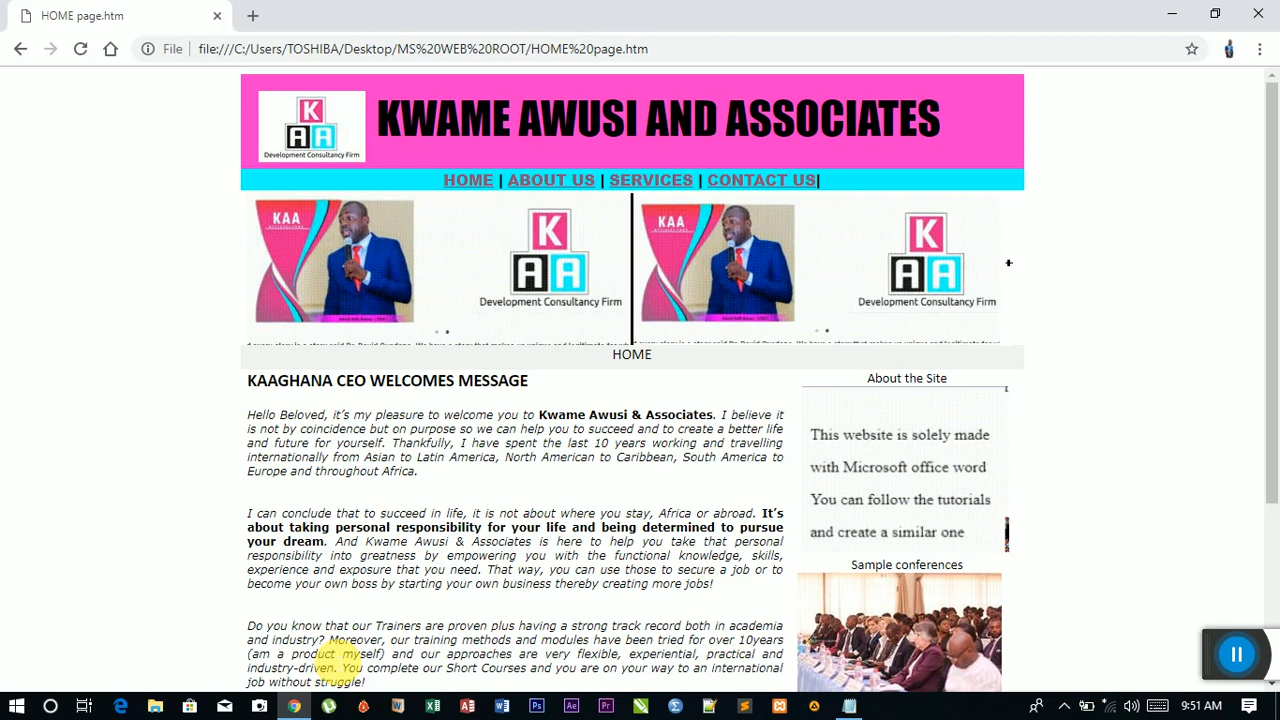 HOME page.htm
File file:///C:/Users/TOSHIBA/Desktop/MS%20WEB%20ROOT/HOME%20page.htm
K
A A
Development Consultancy Firm
KWAME AWUSI AND ASSOCIATES
HOME | ABOUT US | SERVICES | CONTACT US|
KAA
K
A A
Development Consultancy Firm
KAA
K
A A
Development Consultancy Firm
HOME
KAAGHANA CEO WELCOMES MESSAGE
Hello Beloved, it's my pleasure to welcome you to Kwame Awusi & Associates. I believe it
is not by coincidence but on purpose so we can help you to succeed and to create a better life
and future for yourself. Thankfully, I have spent the last 10 years working and travelling
internationally from Asian to Latin America, North American to Caribbean, South America to
Europe and throughout Africa.
I can conclude that to succeed in life, it is not about where you stay, Africa or abroad. It's
about taking personal responsibility for your life and being determined to pursue
your dream. And Kwame Awusi & Associates is here to help you take that personal
responsibility into greatness by empowering you with the functional knowledge, skills,
experience and exposure that you need. That way, you can use those to secure a job or to
become your own boss by starting your own business thereby creating more jobs!
Do you know that our Trainers are proven plus having a strong track record both in academia
and industry? Moreover, our training methods and modules have been tried for over 10years
(am a product myself) and our approaches are very flexible, experiential, practical and
industry-driven. You complete our Short Courses and you are on your way to an international
job without struggle!
About the Site
This website is solely made
with Microsoft office word
You can follow the tutorials
and create a similar one
Sample conferences
9:51 AM